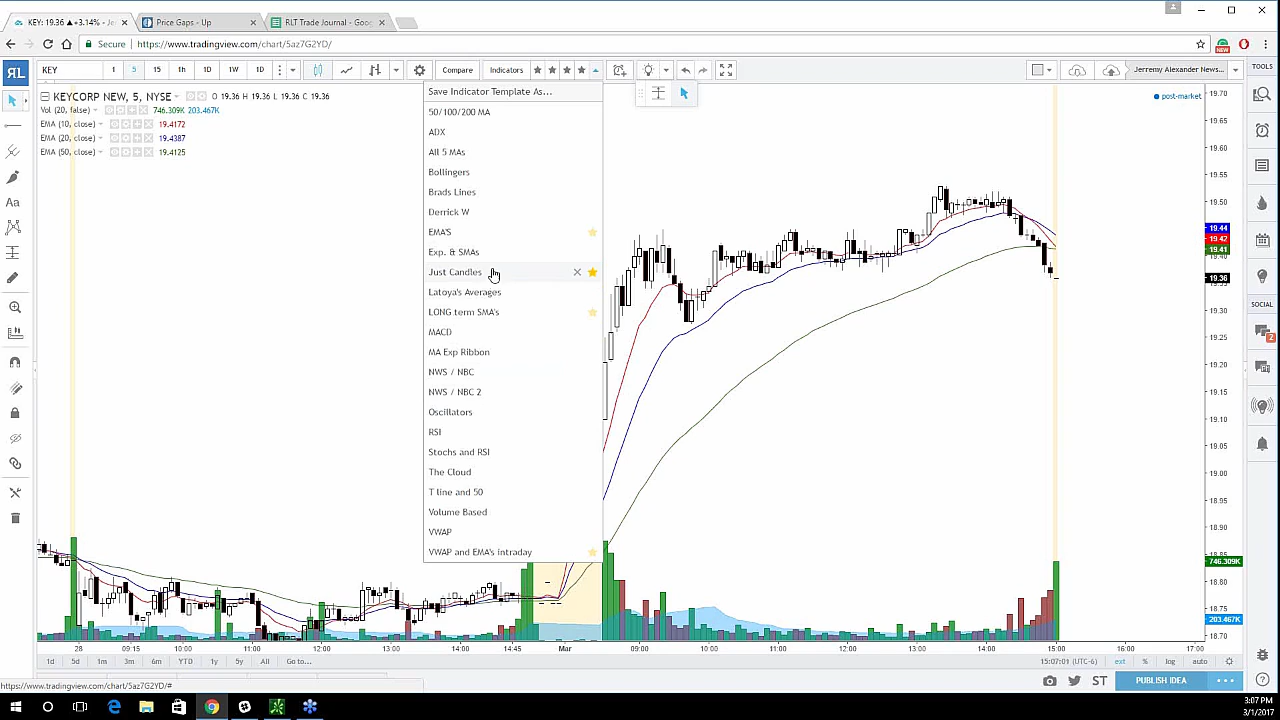 KEY: 19.36 ▲+3.14% - Je
Price Gaps - Up
RLT Trade Journal - Goo
Secure
https://www.tradingview.com/chart/5az7G2YD/
KEY 1 5 15 1h 1D 1W 1D Compare Indicators Jerremy Alexander News... TOOLS
KEYCORP NEW, 5, NYSE O 19.36 H 19.36 L 19.36 C 19.36
Vol (20, false) 746.309K 203.467K
EMA (10, close) 19.4172
EMA (20, close) 19.4387
EMA (50, close) 19.4125
Save Indicator Template As...
50/100/200 MA
ADX
All 5 MAs
Bollingers
Brads Lines
Derrick W
EMA'S
Exp. & SMAs
Just Candles
Latoya's Averages
LONG term SMA's
MACD
MA Exp Ribbon
NWS / NBC
NWS / NBC 2
Oscillators
RSI
Stochs and RSI
The Cloud
T line and 50
Volume Based
VWAP
VWAP and EMA's intraday
post-market
19.70
19.65
19.60
19.55
19.50
19.44
19.42
19.41
19.40
19.36
19.30
19.25
19.20
19.15
19.10
19.05
19.00
18.95
18.90
18.85
746.309K
18.80
18.75
203.467K
18.70
SOCIAL
2
28 09:15 10:00 11:00 12:00 13:00 14:00 14:45 Mar 09:00 10:00 11:00 12:00 13:00 14:00 15:00 16:00 17:00
1d 5d 1m 3m 6m YTD 1y 5y All Go to... 15:07:01 (UTC-6) ext % log auto
ST PUBLISH IDEA
https://www.tradingview.com/chart/5az7G2YD/#
3:07 PM
3/1/2017